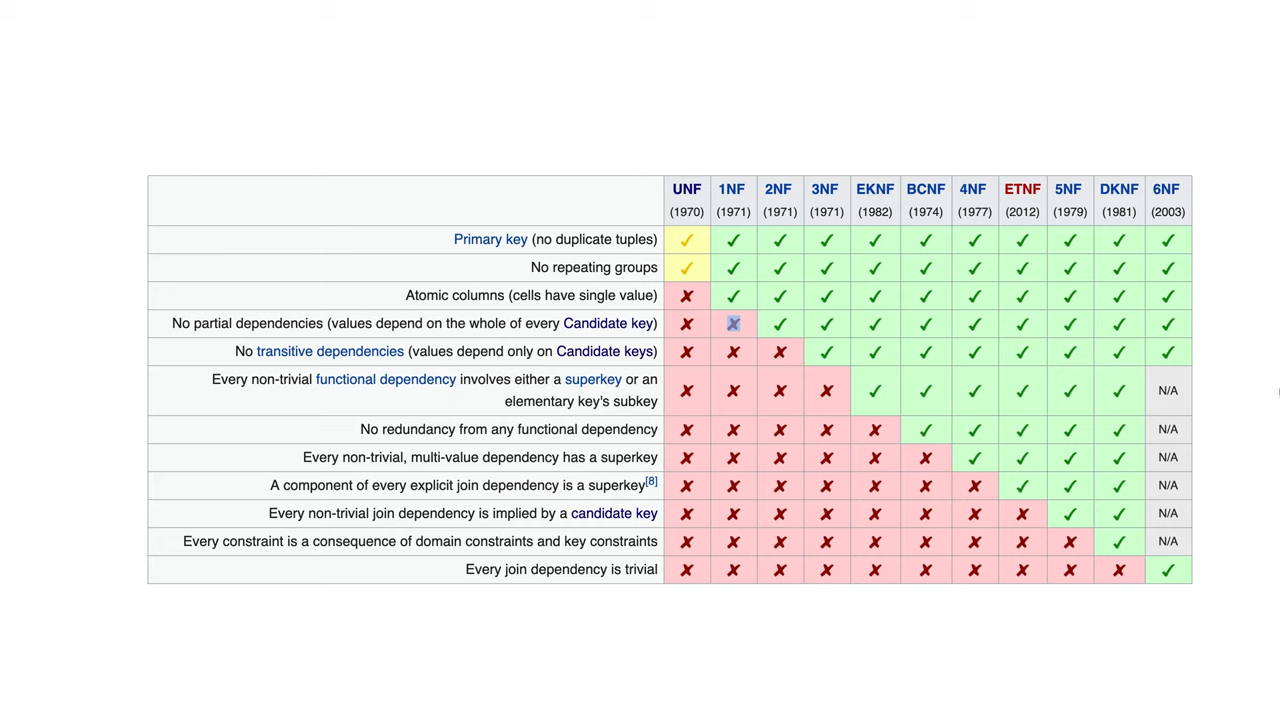 UNF 1NF 2NF 3NF EKNF BCNF 4NF ETNF 5NF DKNF 6NF
(1970) (1971) (1971) (1971) (1982) (1974) (1977) (2012) (1979) (1981) (2003)
Primary key (no duplicate tuples) ✓ ✓ ✓ ✓ ✓ ✓ ✓ ✓ ✓ ✓ ✓
No repeating groups ✓ ✓ ✓ ✓ ✓ ✓ ✓ ✓ ✓ ✓ ✓
Atomic columns (cells have single value) ✗ ✓ ✓ ✓ ✓ ✓ ✓ ✓ ✓ ✓ ✓
No partial dependencies (values depend on the whole of every Candidate key) ✗ ✗ ✓ ✓ ✓ ✓ ✓ ✓ ✓ ✓ ✓
No transitive dependencies (values depend only on Candidate keys) ✗ ✗ ✗ ✓ ✓ ✓ ✓ ✓ ✓ ✓ ✓
Every non-trivial functional dependency involves either a superkey or an
elementary key's subkey ✗ ✗ ✗ ✗ ✓ ✓ ✓ ✓ ✓ ✓ N/A
No redundancy from any functional dependency ✗ ✗ ✗ ✗ ✗ ✓ ✓ ✓ ✓ ✓ N/A
Every non-trivial, multi-value dependency has a superkey ✗ ✗ ✗ ✗ ✗ ✗ ✓ ✓ ✓ ✓ N/A
A component of every explicit join dependency is a superkey[8] ✗ ✗ ✗ ✗ ✗ ✗ ✗ ✓ ✓ ✓ N/A
Every non-trivial join dependency is implied by a candidate key ✗ ✗ ✗ ✗ ✗ ✗ ✗ ✗ ✓ ✓ N/A
Every constraint is a consequence of domain constraints and key constraints ✗ ✗ ✗ ✗ ✗ ✗ ✗ ✗ ✗ ✓ N/A
Every join dependency is trivial ✗ ✗ ✗ ✗ ✗ ✗ ✗ ✗ ✗ ✗ ✓